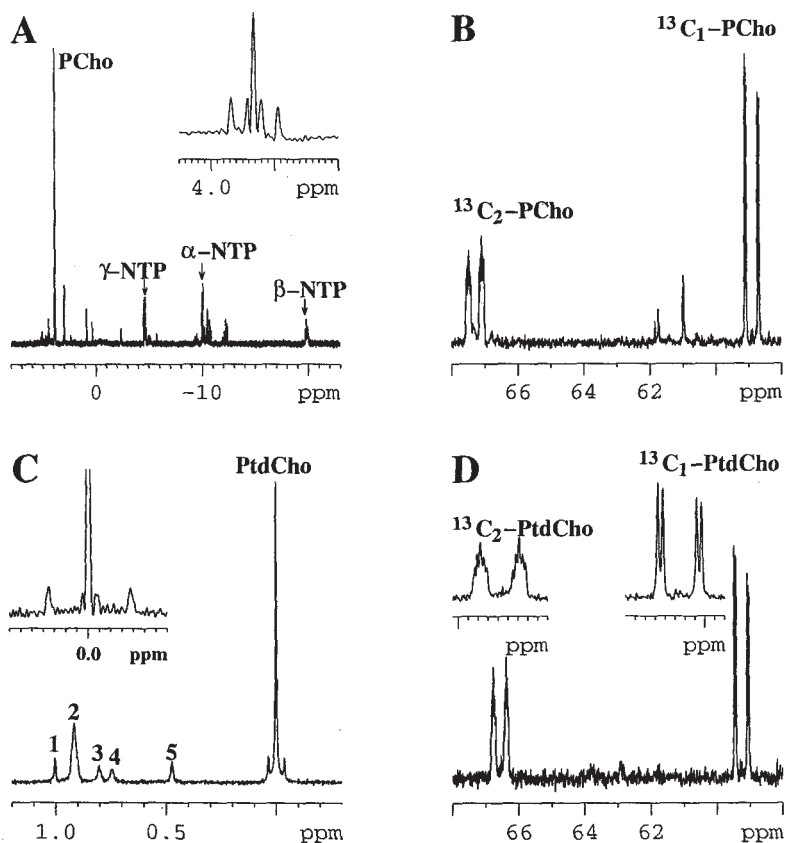 A
PCho
4.0 ppm
γ–NTP
α–NTP
β–NTP
0 −10 ppm
B
¹³C₁–PCho
¹³C₂–PCho
66 64 62 ppm
C
PtdCho
0.0 ppm
1
2
3
4
5
1.0 0.5 ppm
D
¹³C₁–PtdCho
¹³C₂–PtdCho
ppm
ppm
66 64 62 ppm